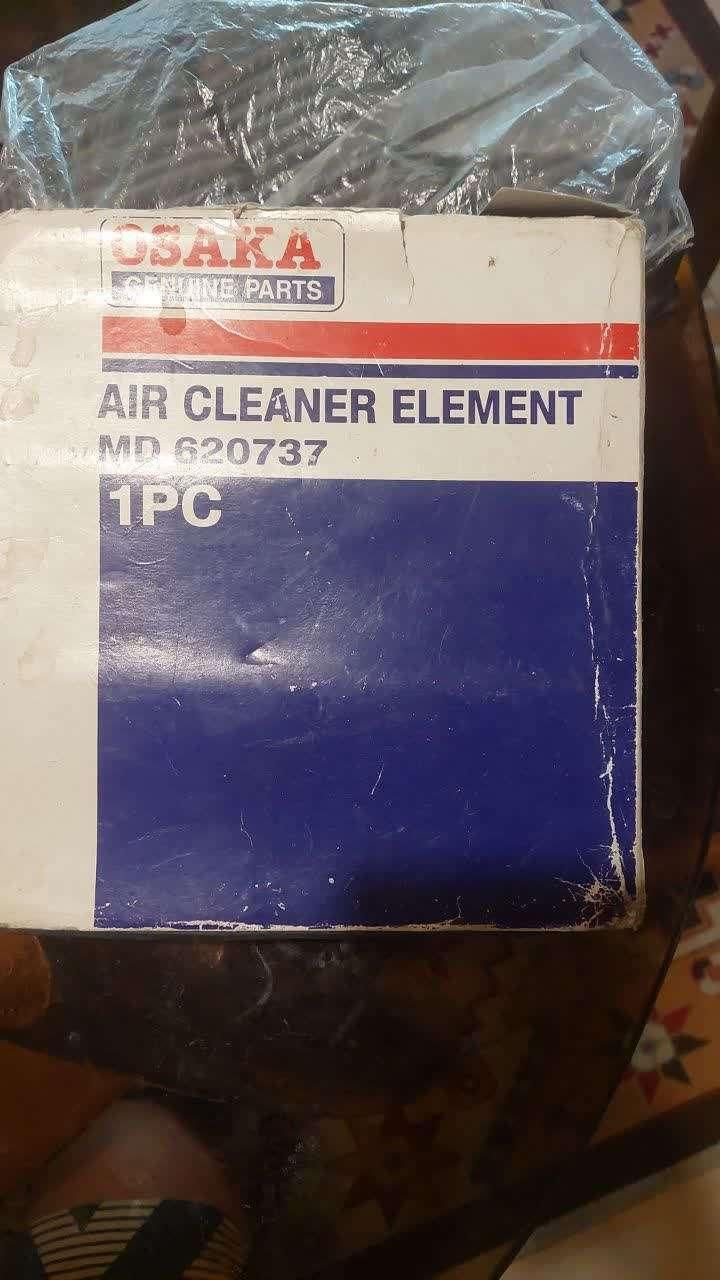 OSAKA
GENUINE PARTS
AIR CLEANER ELEMENT
MD 620737
1PC